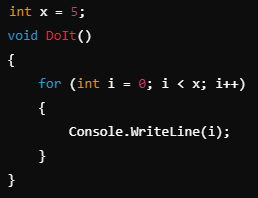 int x = 5;
void DoIt()
{
    for (int i = 0; i < x; i++)
    {
        Console.WriteLine(i);
    }
}